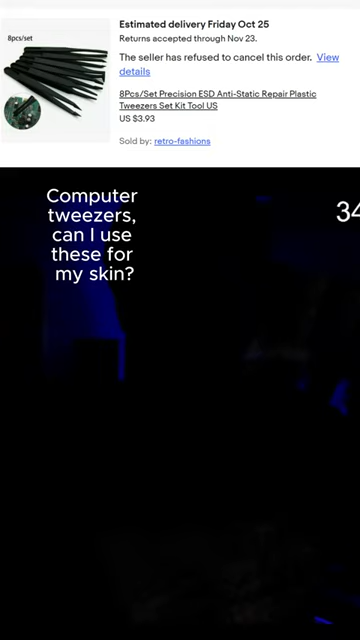 8pcs/set
Estimated delivery Friday Oct 25
Returns accepted through Nov 23.
The seller has refused to cancel this order. View
details
8Pcs/Set Precision ESD Anti-Static Repair Plastic
Tweezers Set Kit Tool US
US $3.93
Sold by: retro-fashions
Computer
tweezers,
can I use
these for
my skin?
34